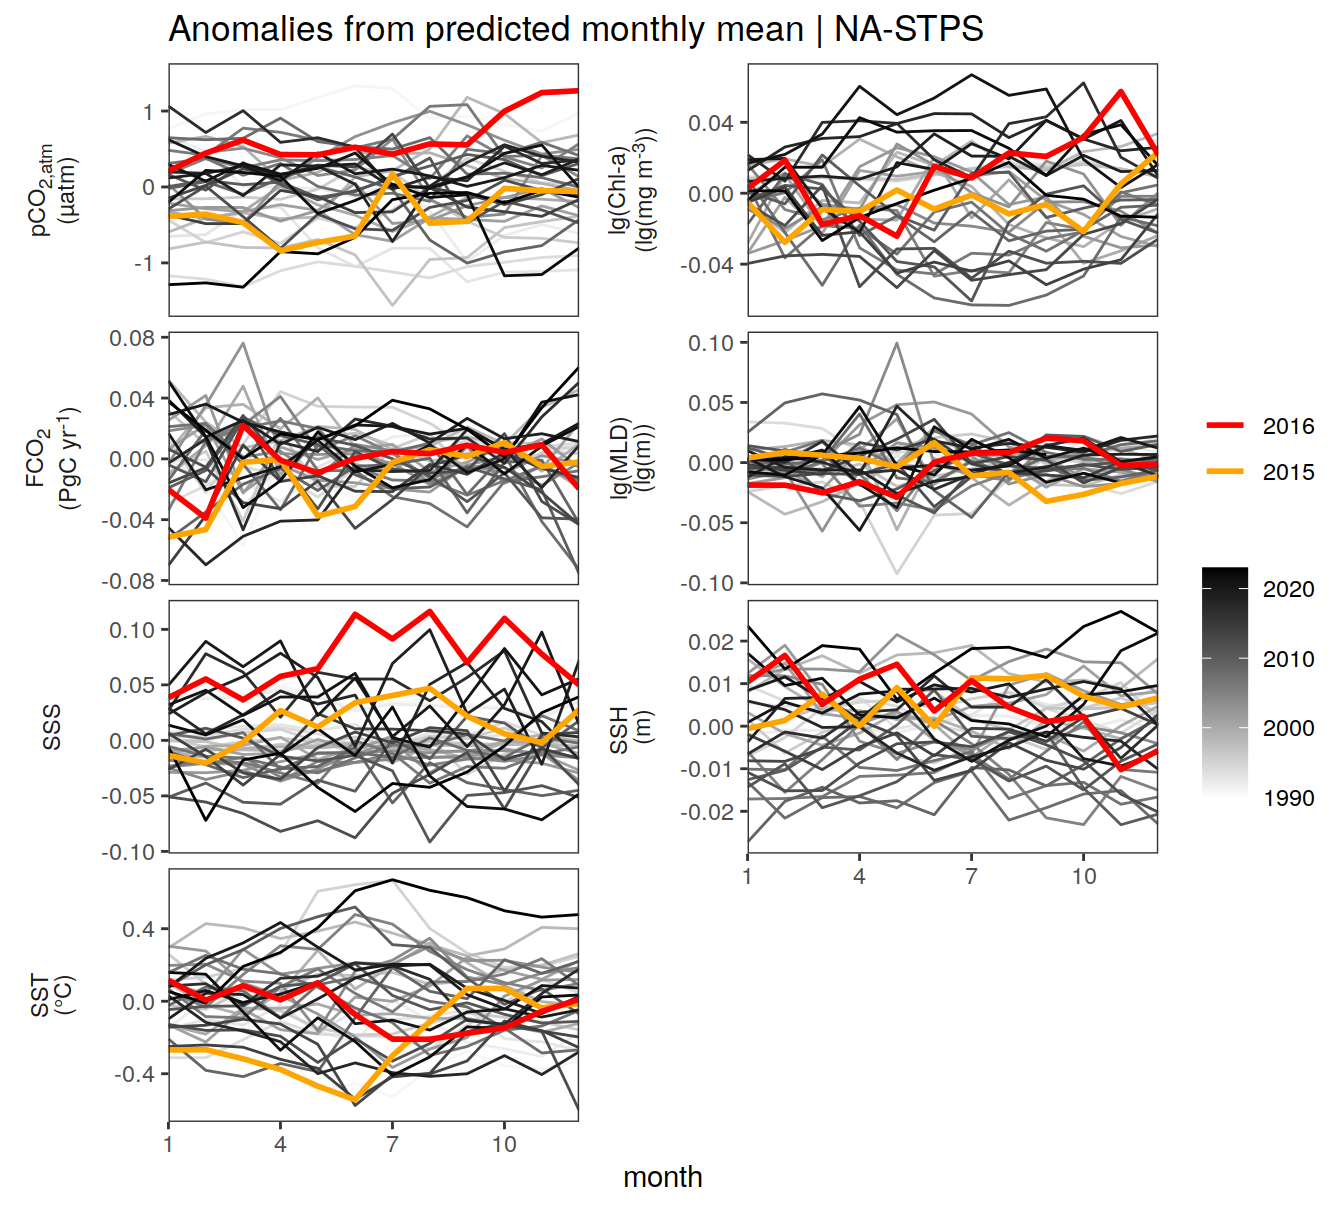 Anomalies from predicted monthly mean | NA-STPS
pCO2,atm
(µatm)
1
0
-1
lg(Chl-a)
(lg(mg m-3))
0.04
0.00
-0.04
FCO2
(PgC yr-1)
0.08
0.04
0.00
-0.04
-0.08
lg(MLD)
(lg(m))
0.10
0.05
0.00
-0.05
-0.10
SSS
0.10
0.05
0.00
-0.05
-0.10
SSH
(m)
0.02
0.01
0.00
-0.01
-0.02
1 4 7 10
SST
(°C)
0.4
0.0
-0.4
1 4 7 10
month
2016
2015
2020
2010
2000
1990